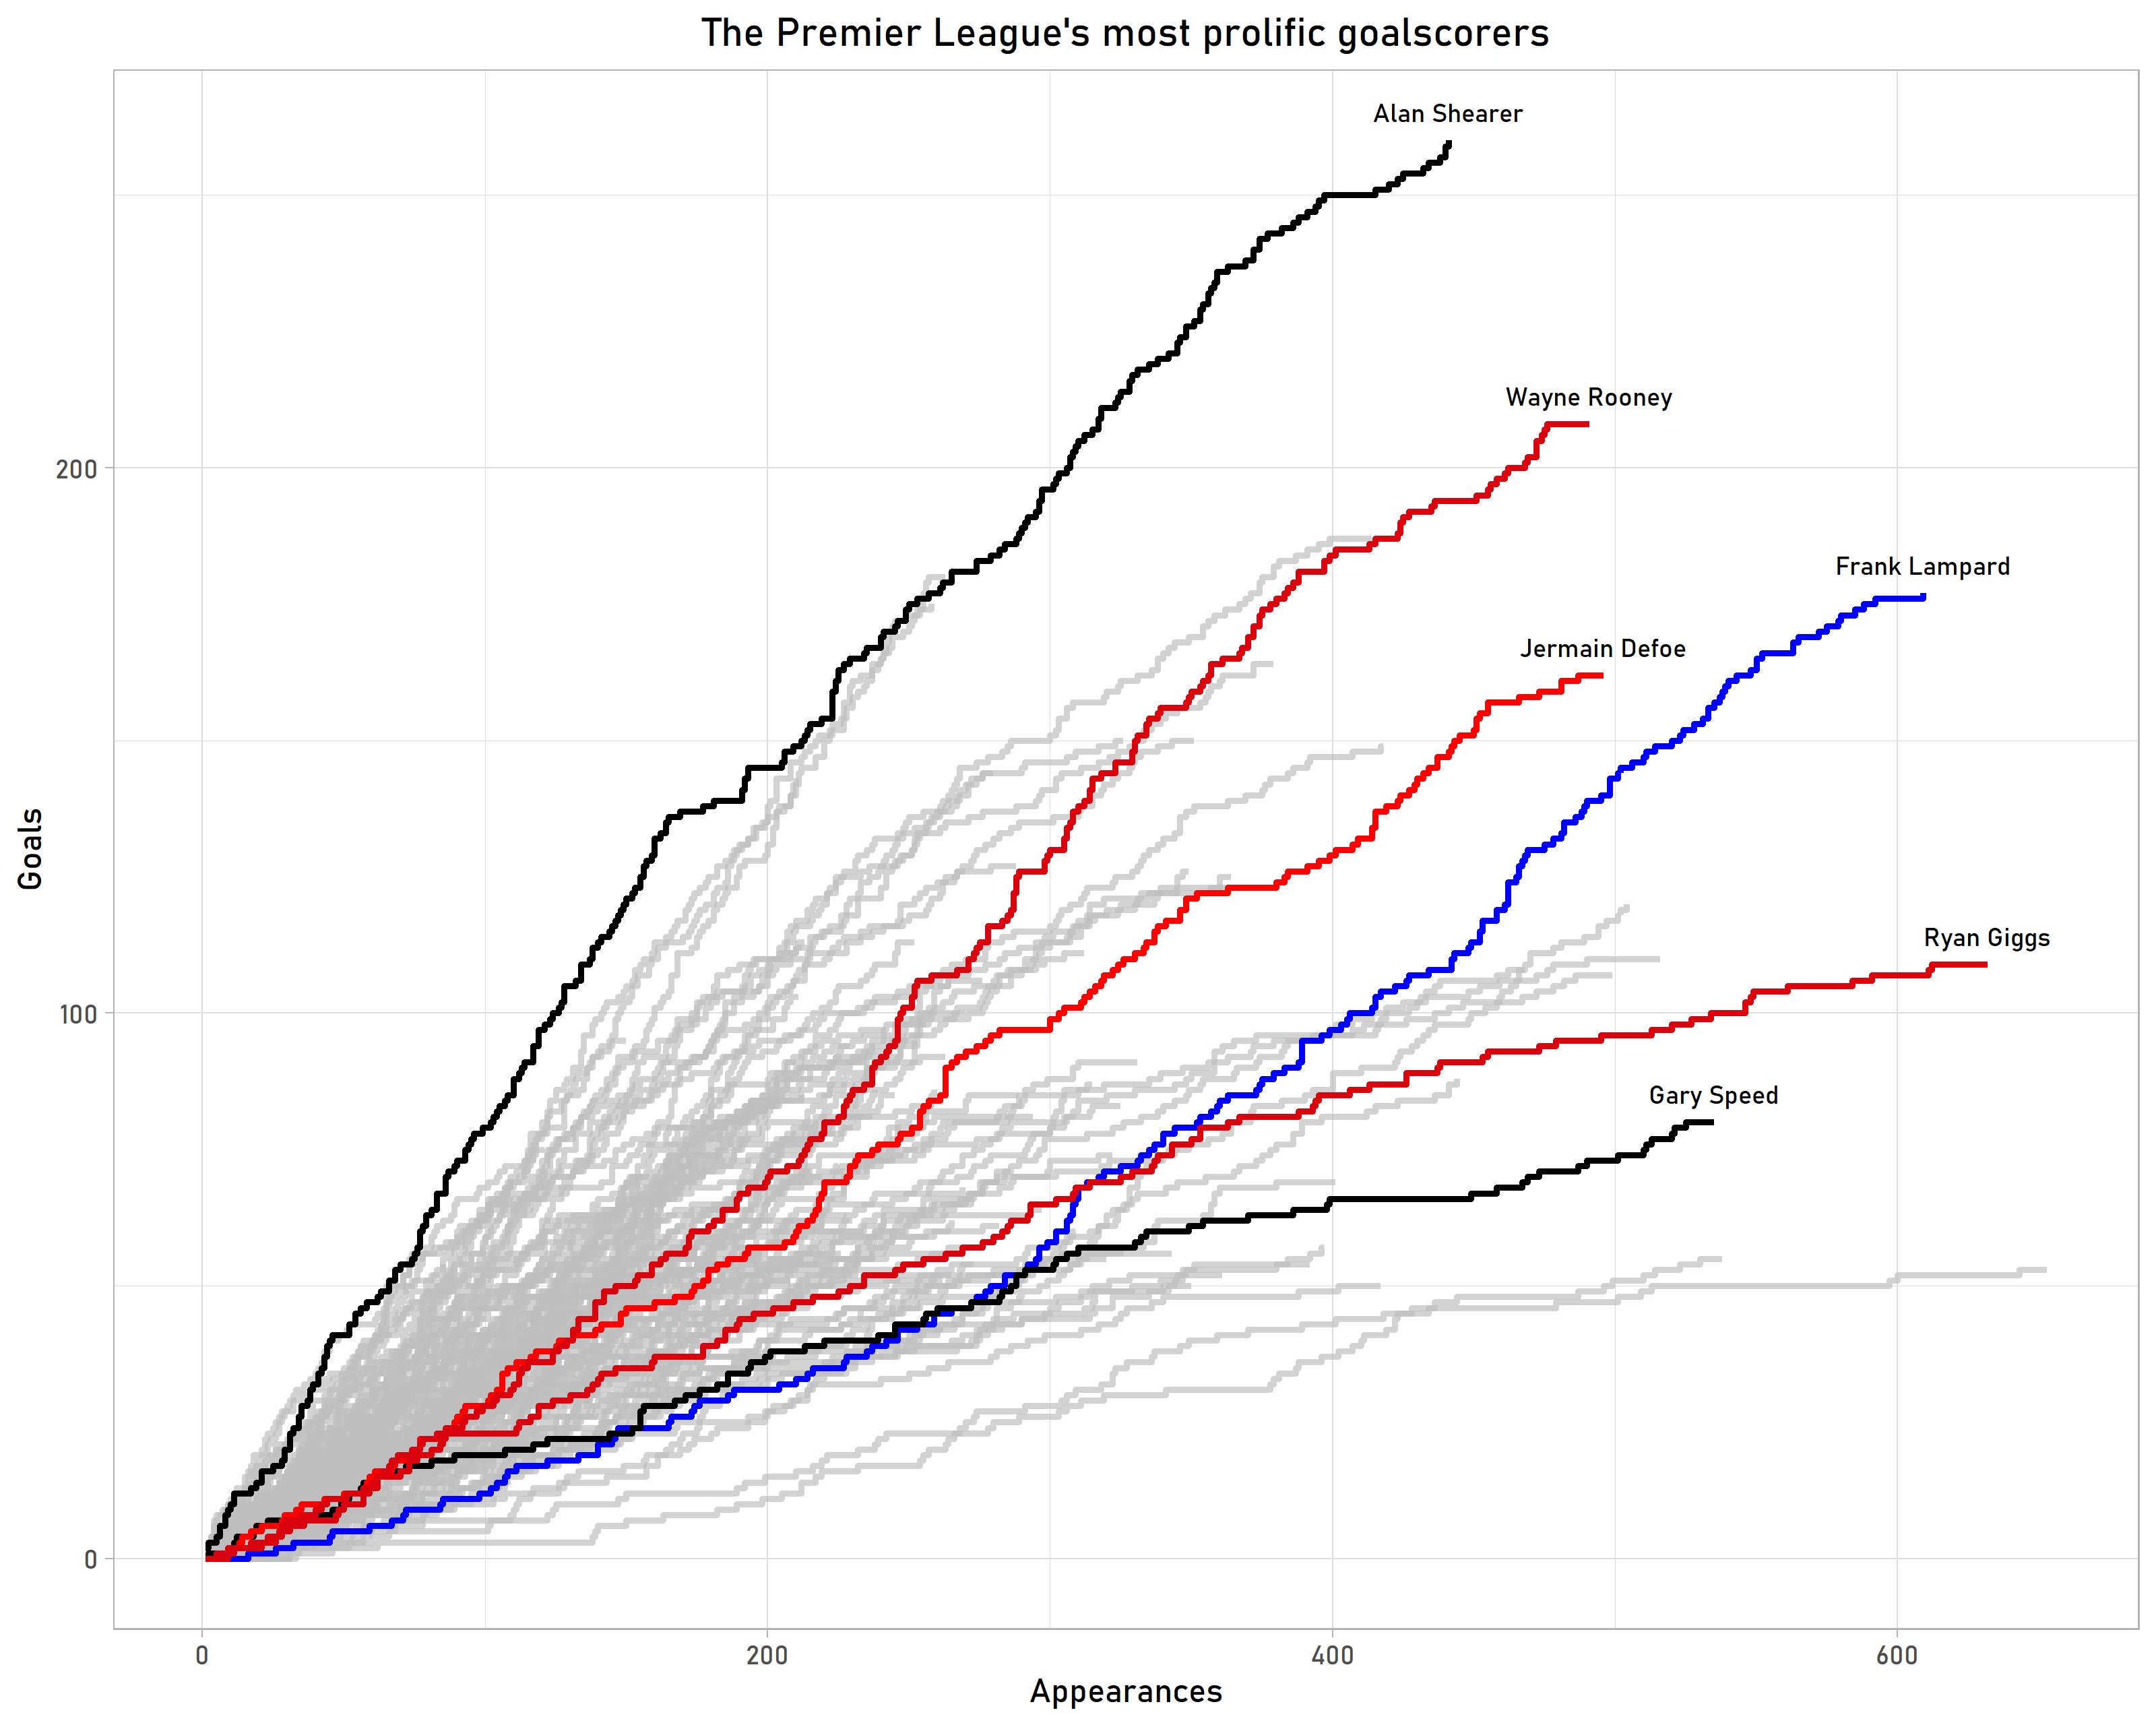 The Premier League's most prolific goalscorers
Alan Shearer
Wayne Rooney
200
Frank Lampard
Jermain Defoe
Goals
Ryan Giggs
100
Gary Speed
0
0 200 400 600
Appearances